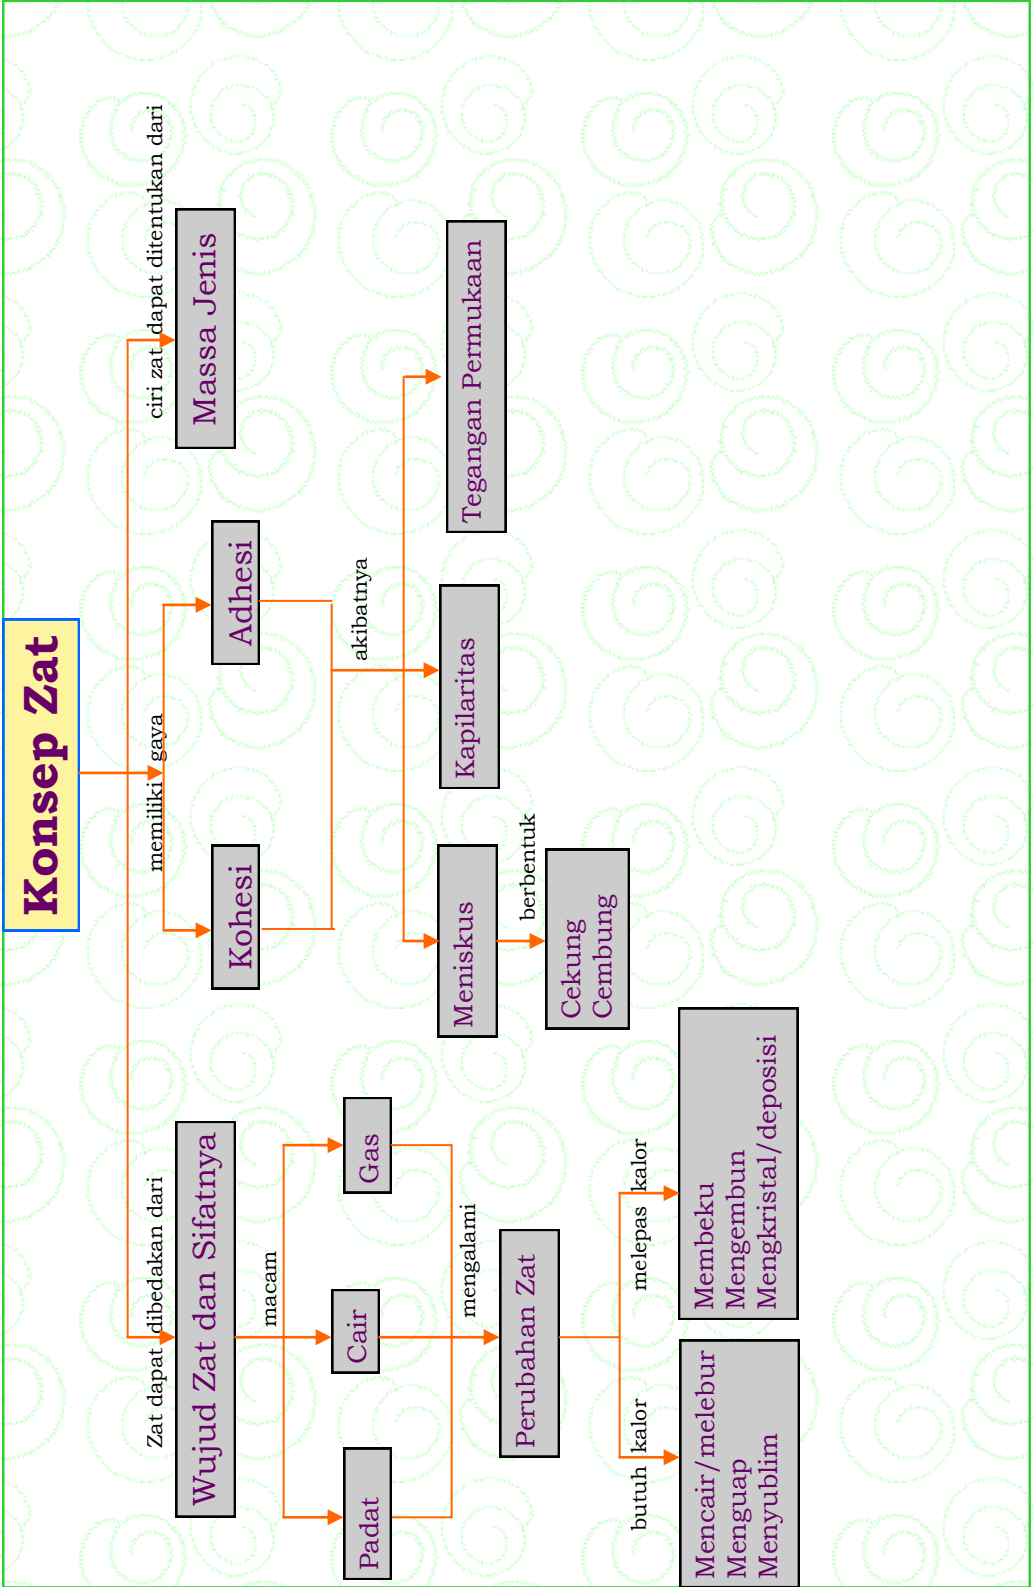 Konsep Zat
Zat dapat dibedakan dari
memiliki gaya
ciri zat dapat ditentukan dari
Wujud Zat dan Sifatnya
Kohesi
Adhesi
Massa Jenis
macam
akibatnya
Padat
Cair
Gas
Meniskus
Kapilaritas
Tegangan Permukaan
mengalami
berbentuk
Perubahan Zat
Cekung
Cembung
butuh kalor
melepas kalor
Mencair/melebur
Menguap
Menyublim
Membeku
Mengembun
Mengkristal/deposisi